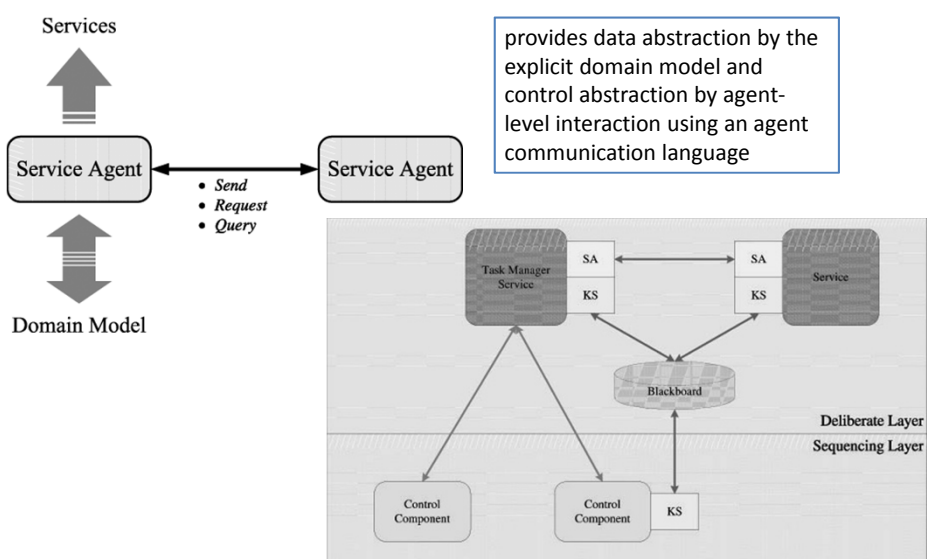 Services
Service Agent
Service Agent
• Send
• Request
• Query
Domain Model
provides data abstraction by the
explicit domain model and
control abstraction by agent-
level interaction using an agent
communication language
Task Manager
Service
SA
KS
SA
KS
Service
Blackboard
Deliberate Layer
Sequencing Layer
Control
Component
Control
Component
KS